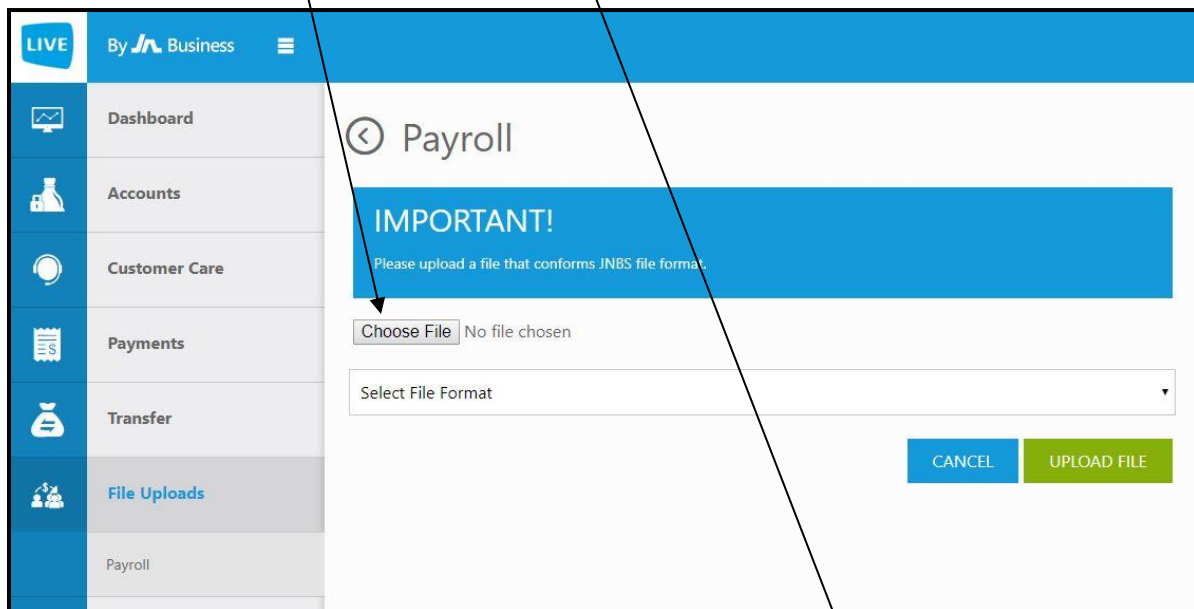 LIVE By JN Business
Dashboard
Accounts
Customer Care
Payments
Transfer
File Uploads
Payroll
Payroll
IMPORTANT!
Please upload a file that conforms JNBS file format.
Choose File No file chosen
Select File Format
CANCEL UPLOAD FILE